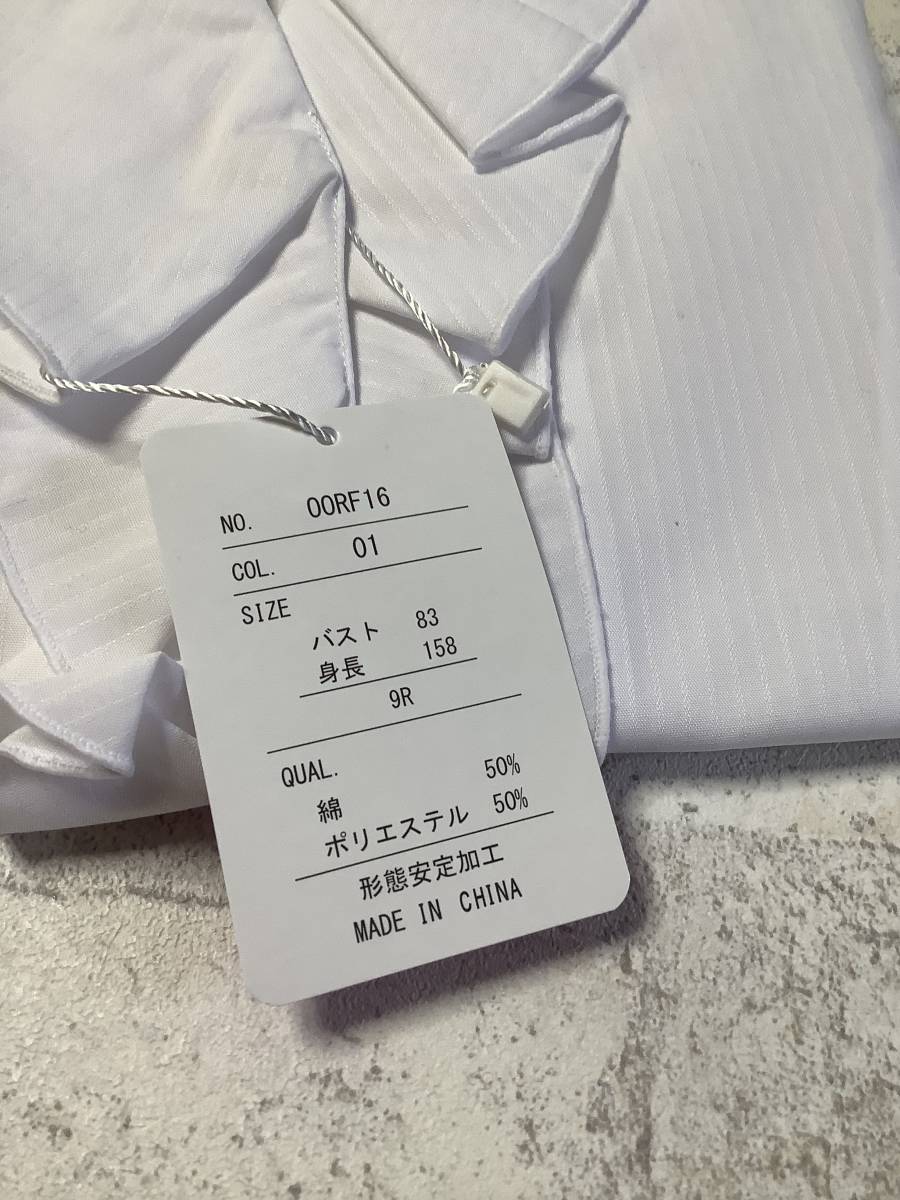 NO. 00RF16
COL. 01
SIZE
バスト 83
身長 158
9R
QUAL.
綿 50%
ポリエステル 50%
形態安定加工
MADE IN CHINA